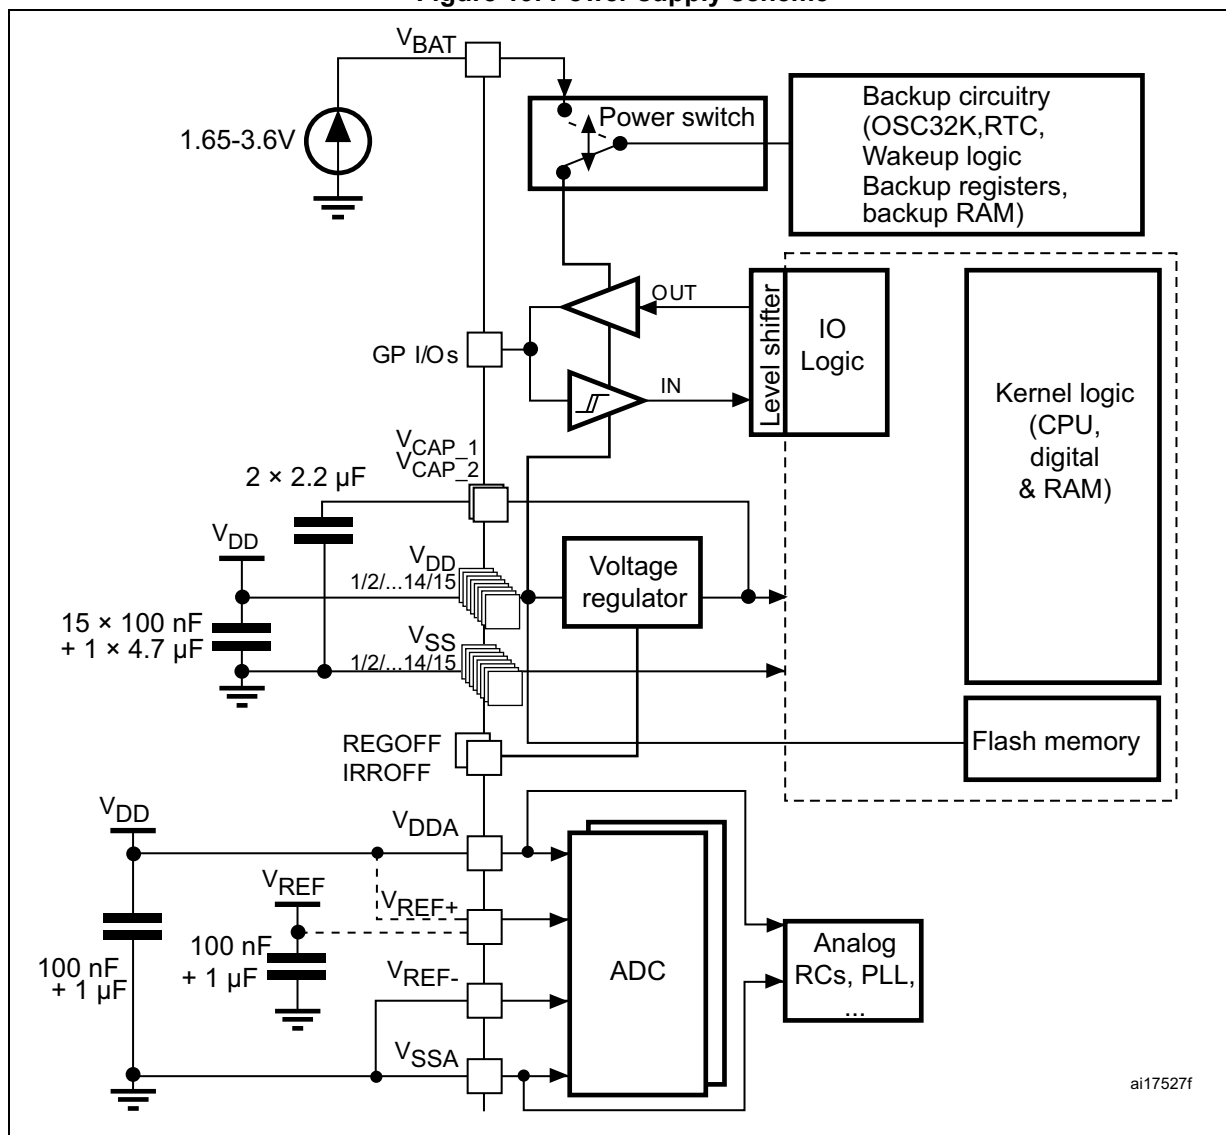 V_BAT
1.65-3.6V
Power switch
Backup circuitry
(OSC32K,RTC,
Wakeup logic
Backup registers,
backup RAM)
OUT
GP I/Os
IN
Level shifter
IO
Logic
Kernel logic
(CPU,
digital
& RAM)
V_CAP_1
V_CAP_2
2 × 2.2 µF
V_DD
V_DD
1/2/...14/15
Voltage
regulator
15 × 100 nF
+ 1 × 4.7 µF
V_SS
1/2/...14/15
REGOFF
IRROFF
Flash memory
V_DD
V_DDA
V_REF
V_REF+
100 nF
+ 1 µF
100 nF
+ 1 µF
V_REF-
ADC
Analog
RCs, PLL,
...
V_SSA
ai17527f